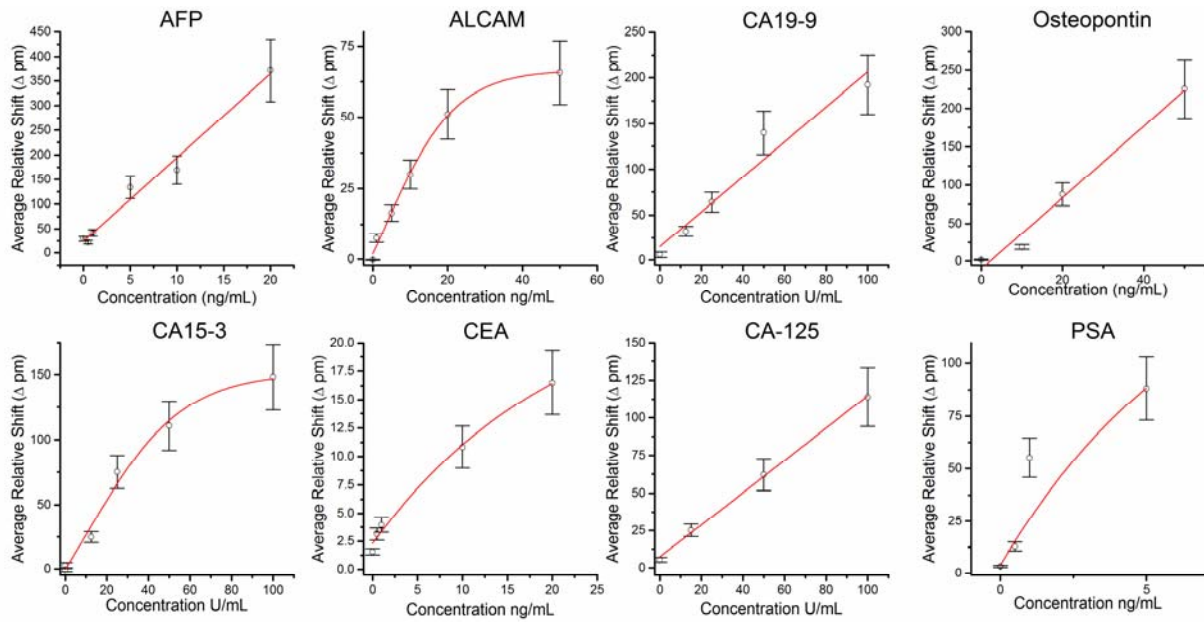 AFP
Average Relative Shift (Δ pm)
450
400
350
300
250
200
150
100
50
0
0 5 10 15 20
Concentration (ng/mL)
ALCAM
Average Relative Shift (Δ pm)
75
50
25
0
0 20 40 60
Concentration ng/mL
CA19-9
Average Relative Shift (Δ pm)
250
200
150
100
50
0
0 20 40 60 80 100
Concentration U/mL
Osteopontin
Average Relative Shift (Δ pm)
300
250
200
150
100
50
0
0 20 40
Concentration (ng/mL)
CA15-3
Average Relative Shift (Δ pm)
150
100
50
0
0 20 40 60 80 100
Concentration U/mL
CEA
Average Relative Shift (Δ pm)
20.0
17.5
15.0
12.5
10.0
7.5
5.0
2.5
0.0
0 5 10 15 20 25
Concentration ng/mL
CA-125
Average Relative Shift (Δ pm)
150
125
100
75
50
25
0
0 20 40 60 80 100
Concentration U/mL
PSA
Average Relative Shift (Δ pm)
100
75
50
25
0
0 5
Concentration ng/mL